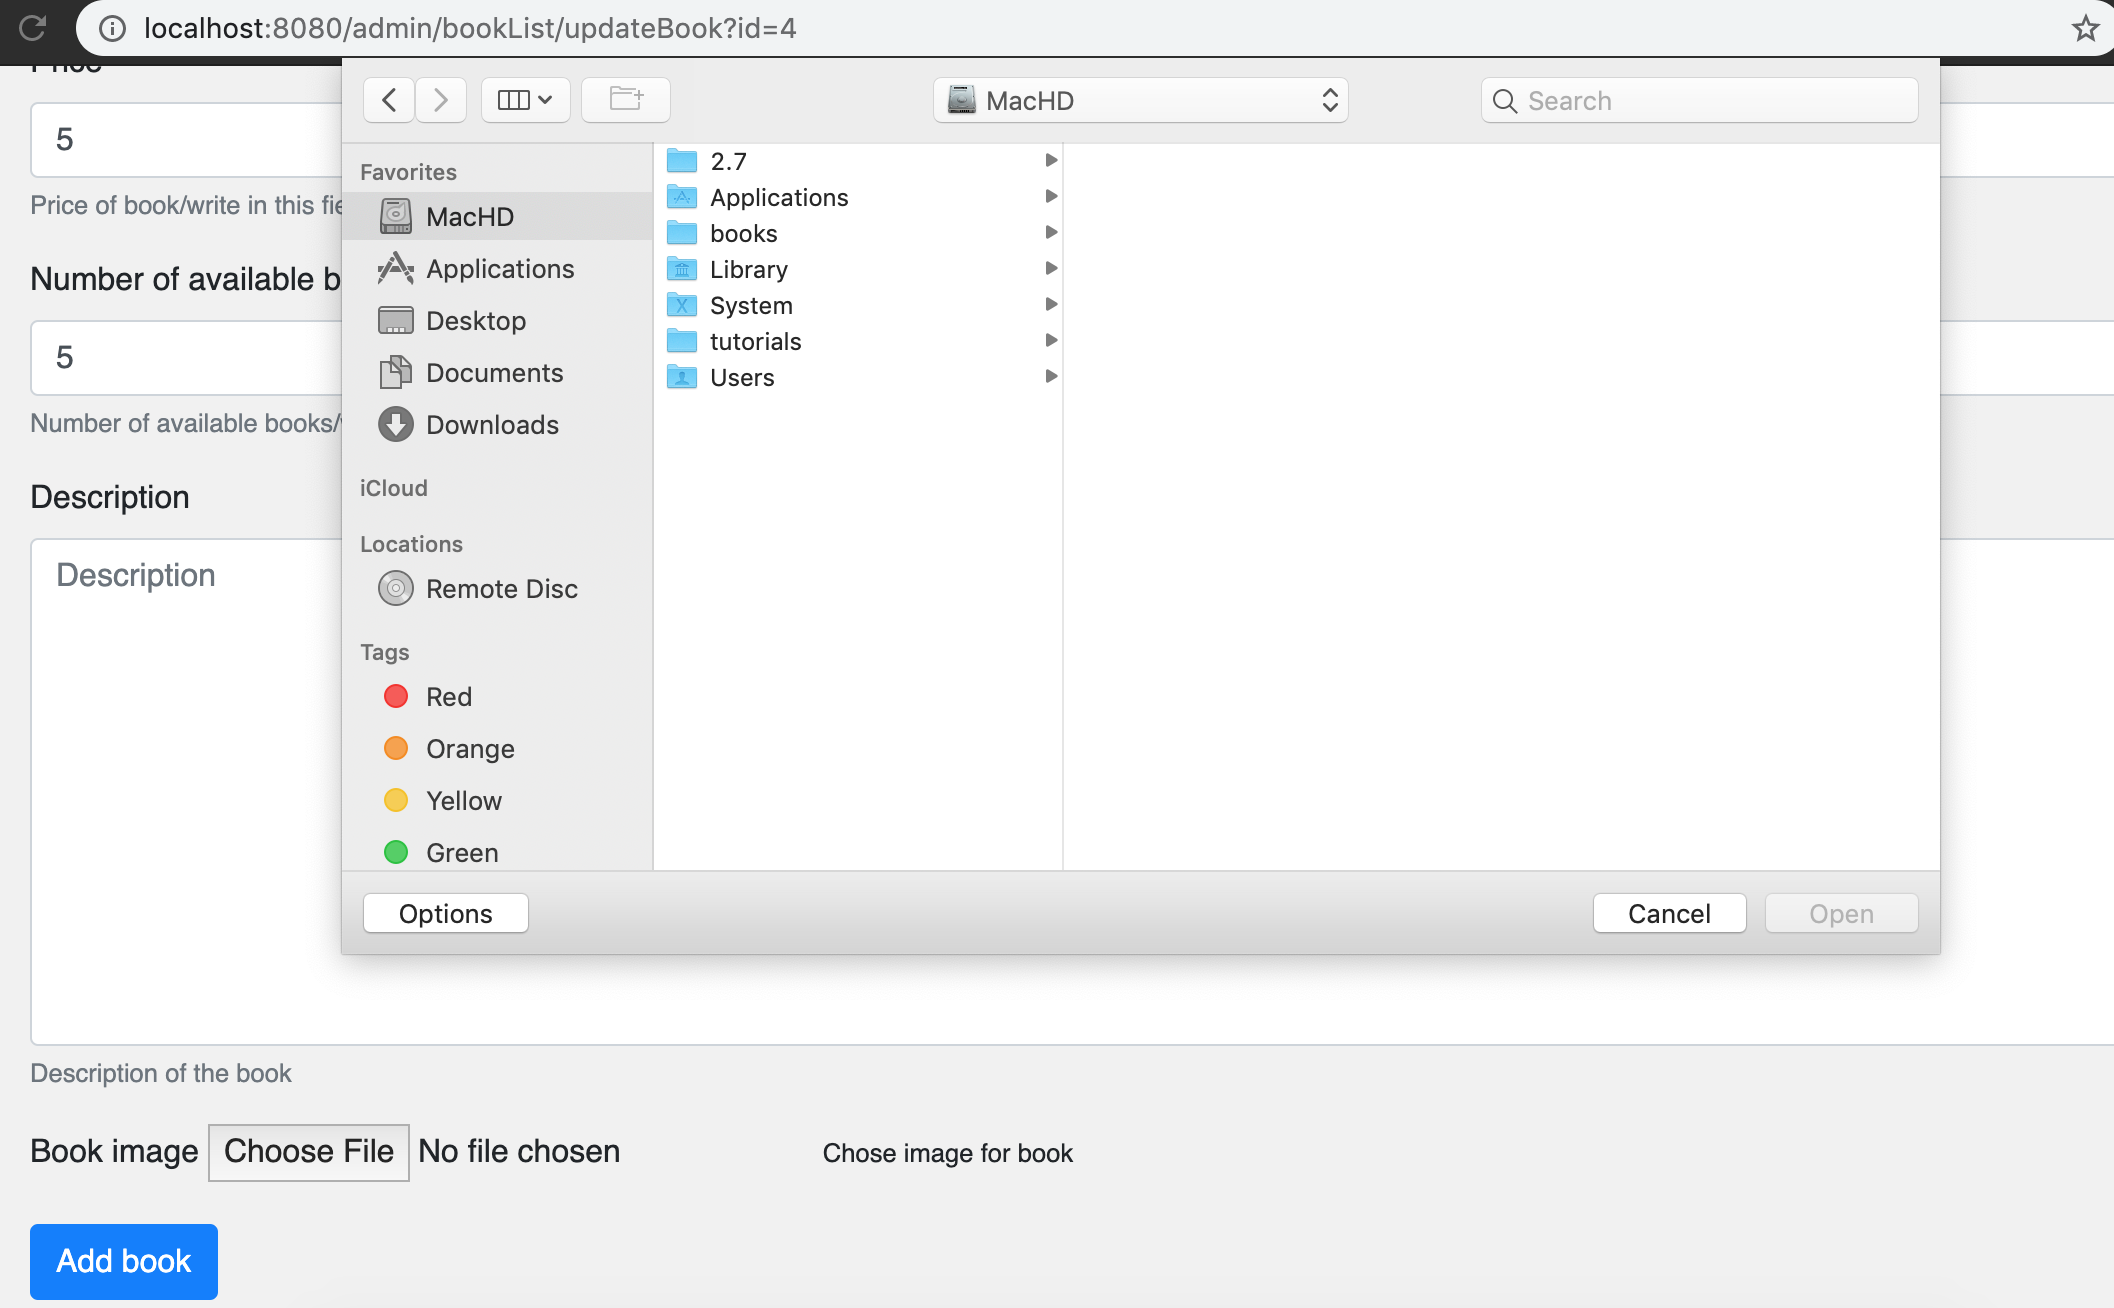 localhost:8080/admin/bookList/updateBook?id=4
Price
5
Price of book/write in this fie
Number of available b
5
Number of available books/
Description
Description
Description of the book
Book image Choose File No file chosen Chose image for book
Add book
MacHD
Search
Favorites
MacHD
Applications
Desktop
Documents
Downloads
iCloud
Locations
Remote Disc
Tags
Red
Orange
Yellow
Green
2.7
Applications
books
Library
System
tutorials
Users
Options
Cancel
Open